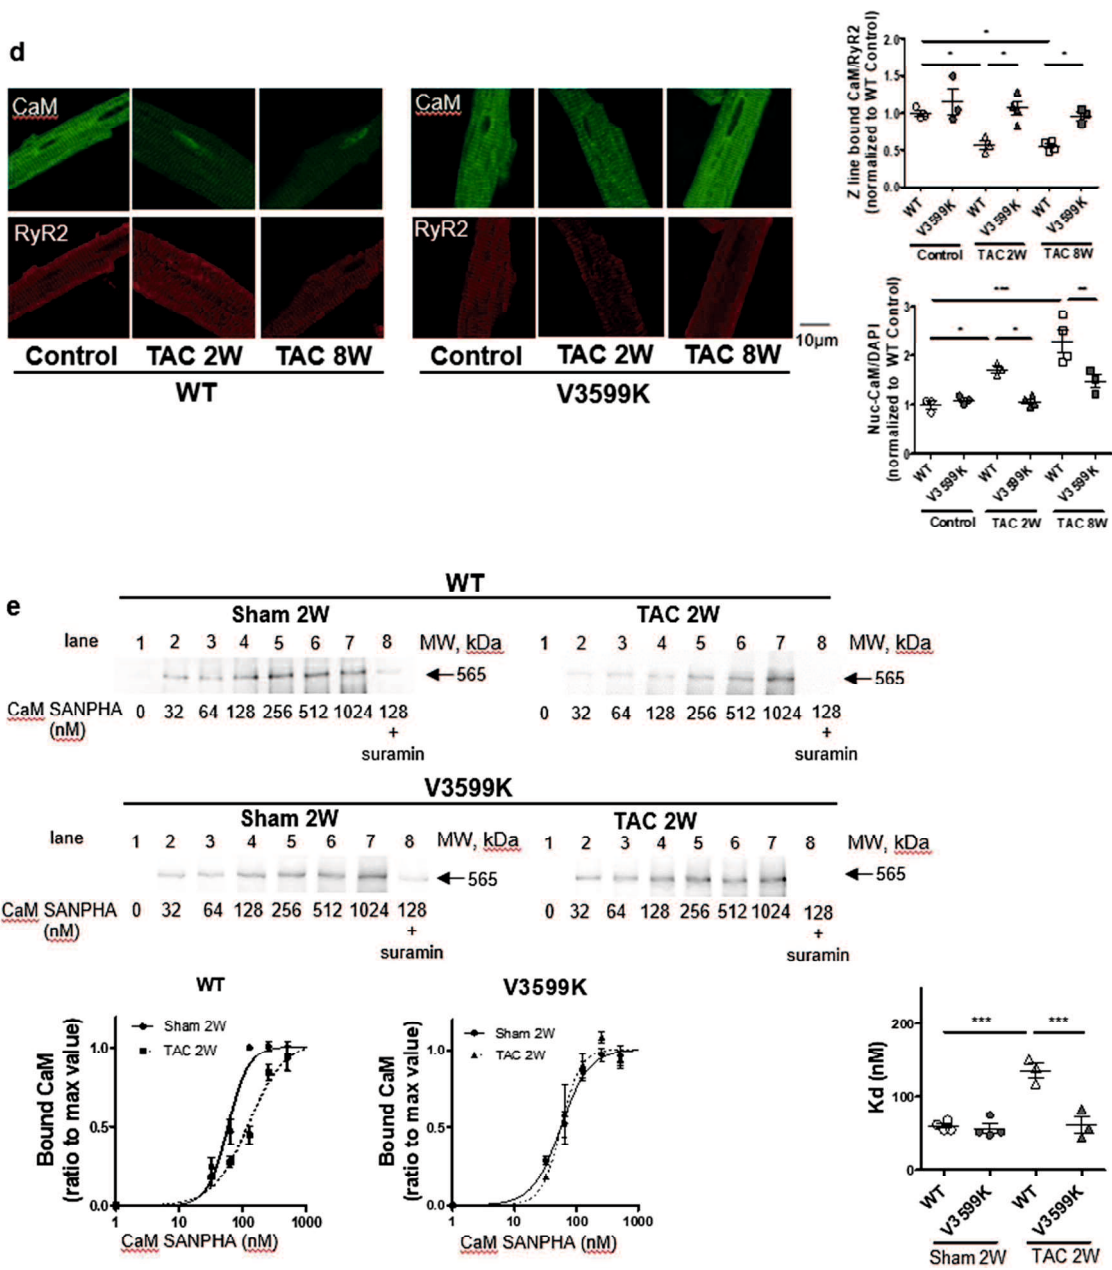 d
CaM
CaM
RyR2
RyR2
Control
TAC 2W
TAC 8W
Control
TAC 2W
TAC 8W
10µm
WT
V3599K
Z line bound CaM/RyR2
(normalized to WT Control)
2.0
1.5
1.0
0.5
0.0
*
*
*
*
WT
V3599K
WT
V3599K
WT
V3599K
Control
TAC 2W
TAC 8W
Nuc-CaM/DAPI
(normalized to WT Control)
3
2
1
0
***
**
*
*
WT
V3599K
WT
V3599K
WT
V3599K
Control
TAC 2W
TAC 8W
e
WT
Sham 2W
TAC 2W
lane 1 2 3 4 5 6 7 8 MW, kDa 1 2 3 4 5 6 7 8 MW, kDa
565
565
CaM SANPHA 0 32 64 128 256 512 1024 128 0 32 64 128 256 512 1024 128
(nM) + +
suramin suramin
V3599K
Sham 2W
TAC 2W
lane 1 2 3 4 5 6 7 8 MW, kDa 1 2 3 4 5 6 7 8 MW, kDa
565
565
CaM SANPHA 0 32 64 128 256 512 1024 128 0 32 64 128 256 512 1024 128
(nM) + +
suramin suramin
WT
Bound CaM
(ratio to max value)
Sham 2W
TAC 2W
1.0
0.5
0.0
1 10 100 1000
CaM SANPHA (nM)
V3599K
Bound CaM
(ratio to max value)
Sham 2W
TAC 2W
1.0
0.5
0.0
1 10 100 1000
CaM SANPHA (nM)
Kd (nM)
200
100
0
***
***
WT
V3599K
WT
V3599K
Sham 2W
TAC 2W